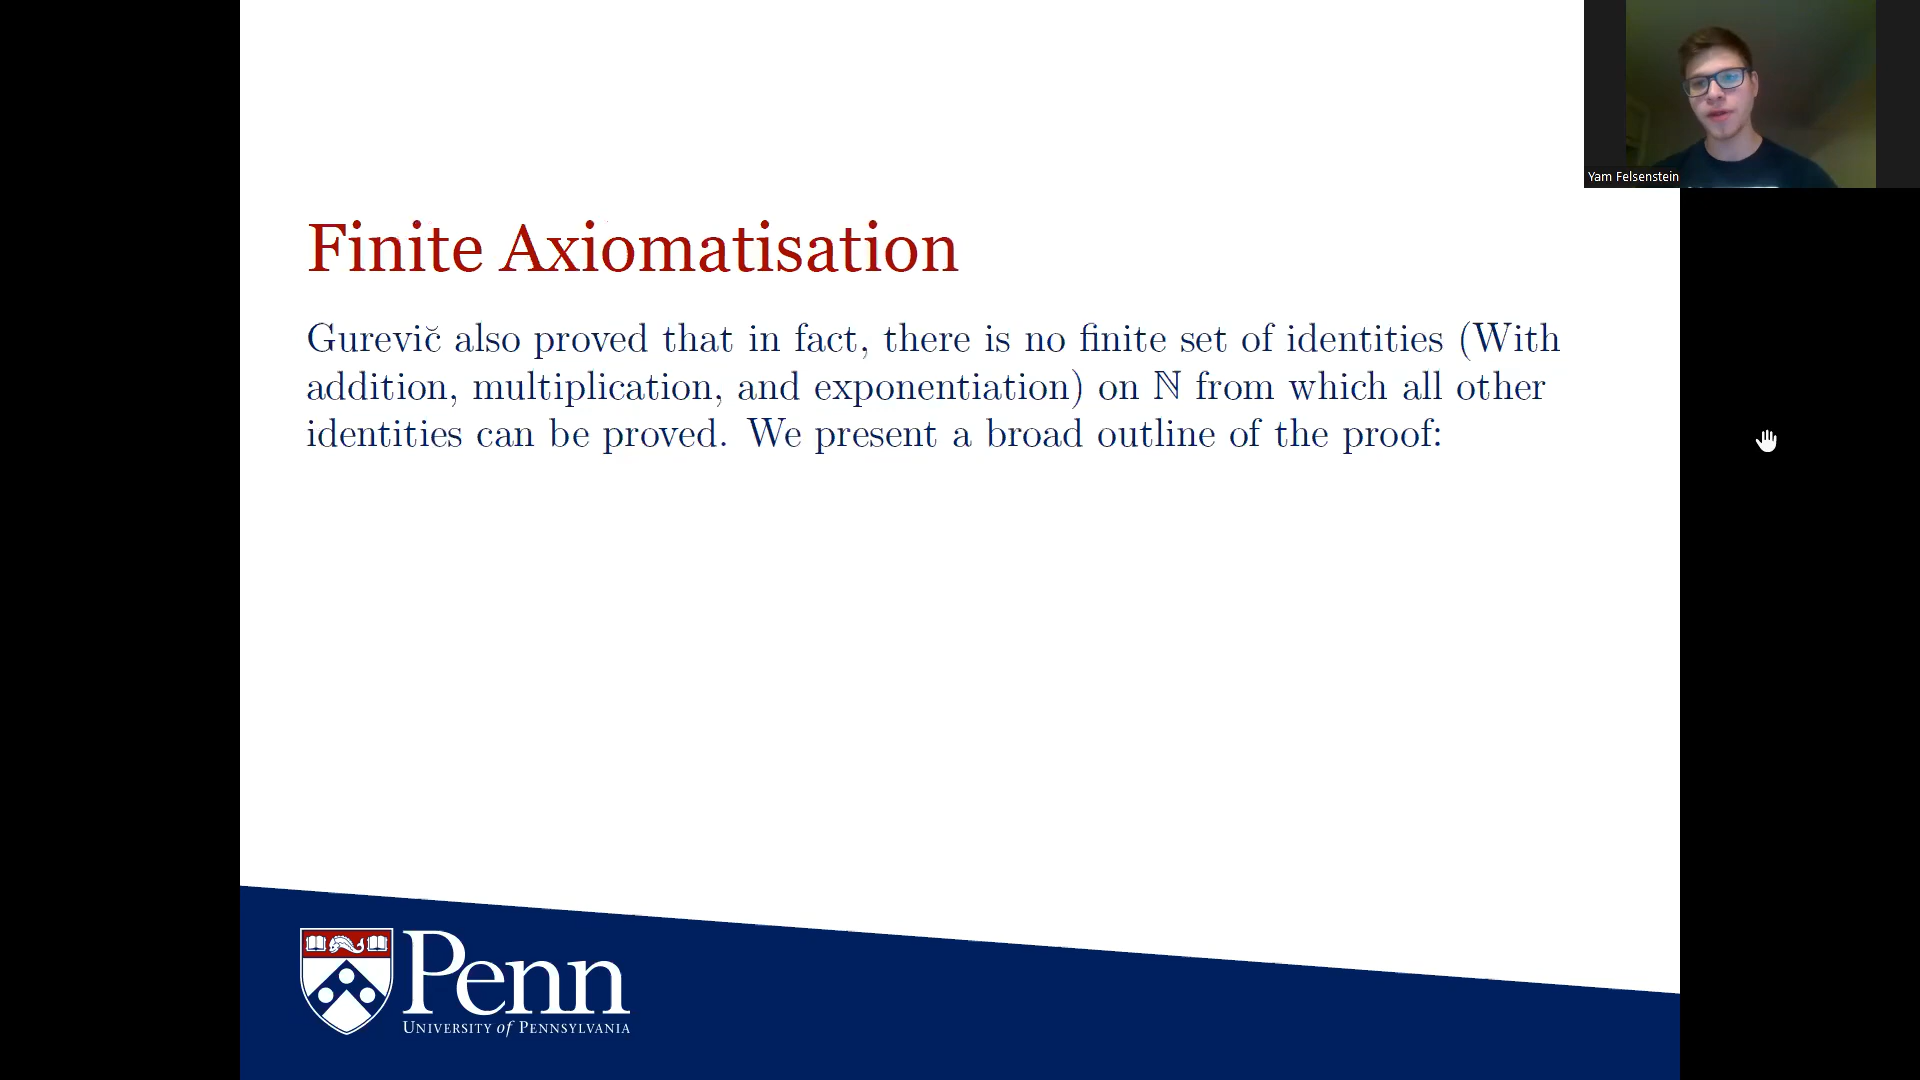 Yam Felsenstein
Finite Axiomatisation
Gurevic̆ also proved that in fact, there is no finite set of identities (With
addition, multiplication, and exponentiation) on ℕ from which all other
identities can be proved. We present a broad outline of the proof:
Penn
UNIVERSITY of PENNSYLVANIA